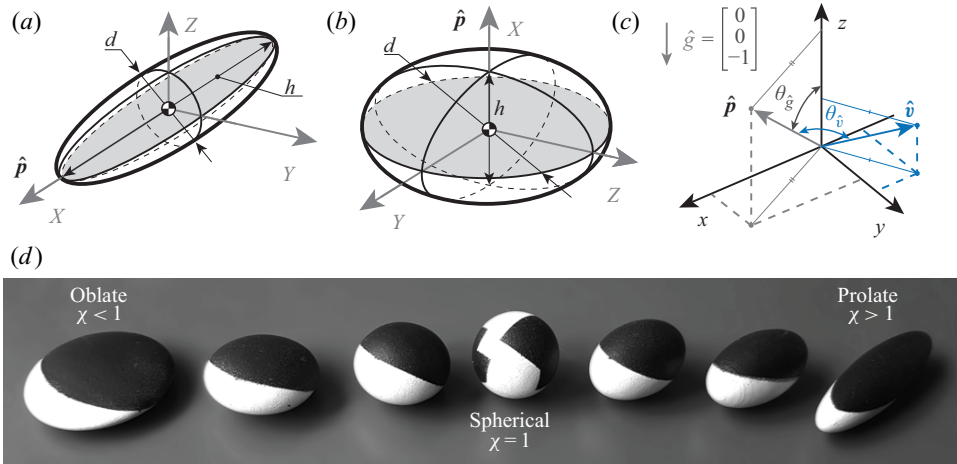 (a)
Z
d
h
Y
p̂
X
(b)
p̂
X
d
h
Y
Z
(c)
ĝ = [0 0 −1]
z
p̂
θĝ
θv̂
v̂
x
y
(d)
Oblate
χ < 1
Spherical
χ = 1
Prolate
χ > 1